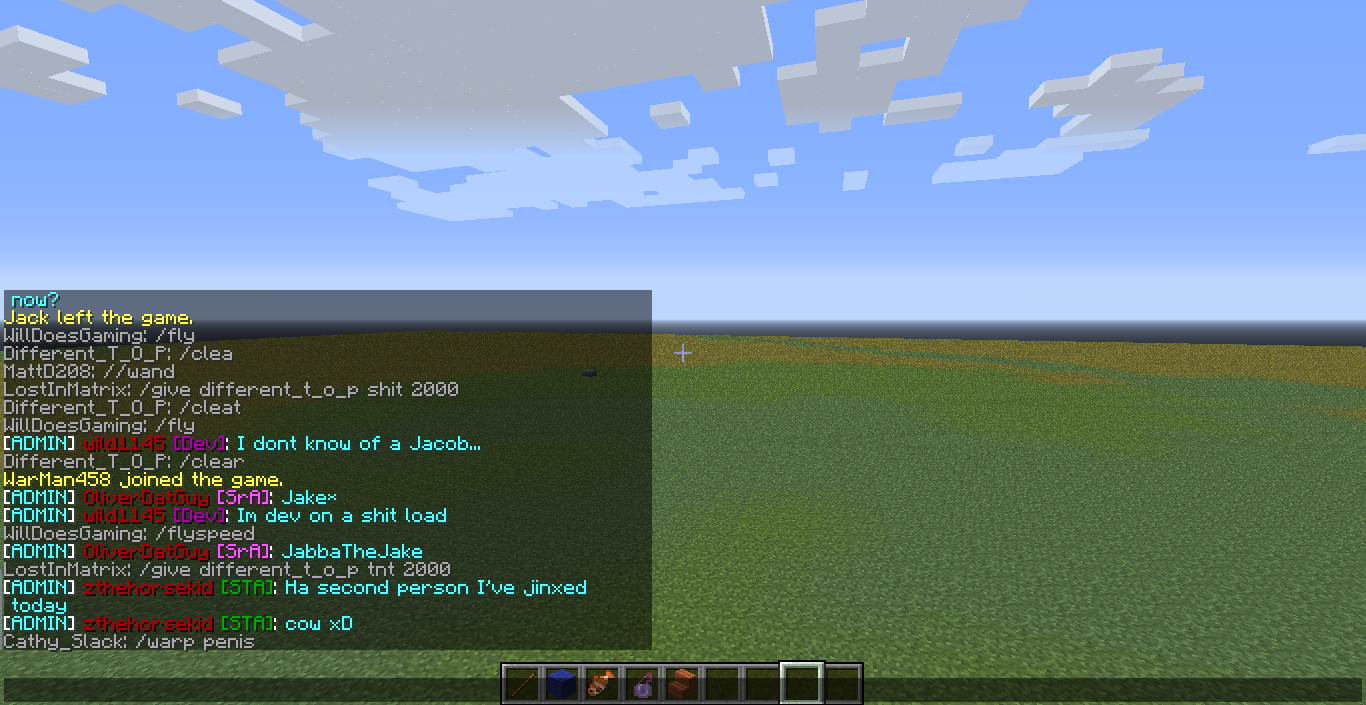 now?
Jack left the game.
WillDoesGaming: /fly
Different_T_O_P: /clea
MattD208: //wand
LostInMatrix: /give different_t_o_p shit 2000
Different_T_O_P: /cleat
WillDoesGaming: /fly
[ADMIN] wild1145 [Dev]: I dont know of a Jacob...
Different_T_O_P: /clear
WarMan458 joined the game.
[ADMIN] OliverDatGuy [SrA]: Jake*
[ADMIN] wild1145 [Dev]: Im dev on a shit load
WillDoesGaming: /flyspeed
[ADMIN] OliverDatGuy [SrA]: JabbaTheJake
LostInMatrix: /give different_t_o_p tnt 2000
[ADMIN] zthehorsekid [STA]: Ha second person I've jinxed
today
[ADMIN] zthehorsekid [STA]: cow xD
Cathy_Slack: /warp penis